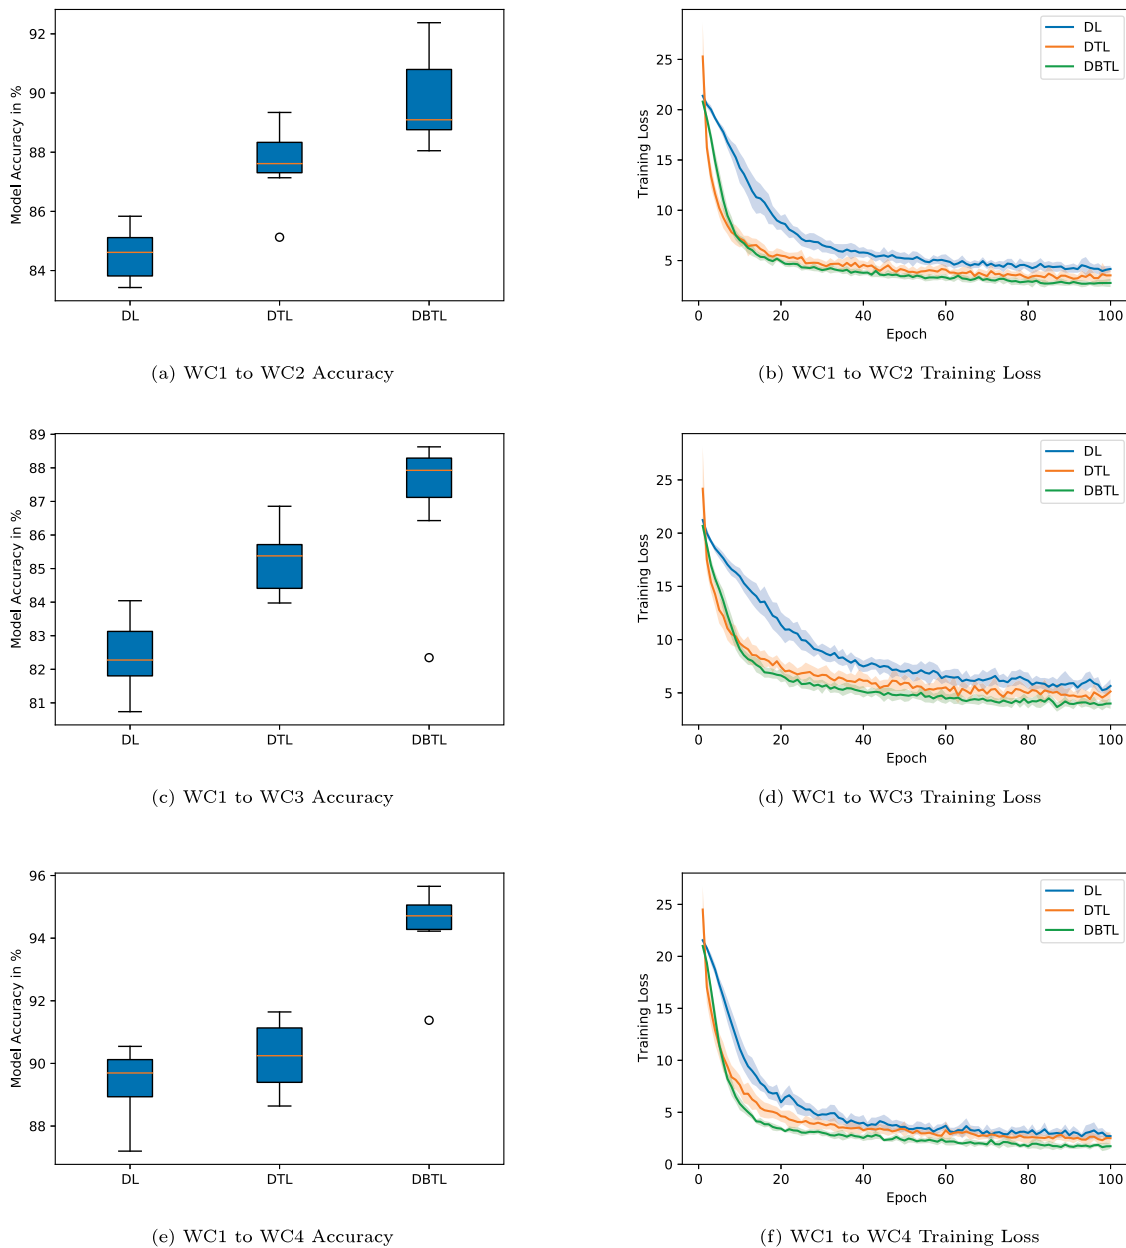 92
90
88
86
84
Model Accuracy in %
DL
DTL
DBTL
(a) WC1 to WC2 Accuracy
25
20
15
10
5
Training Loss
DL
DTL
DBTL
0
20
40
60
80
100
Epoch
(b) WC1 to WC2 Training Loss
89
88
87
86
85
84
83
82
81
Model Accuracy in %
DL
DTL
DBTL
(c) WC1 to WC3 Accuracy
25
20
15
10
5
Training Loss
DL
DTL
DBTL
0
20
40
60
80
100
Epoch
(d) WC1 to WC3 Training Loss
96
94
92
90
88
Model Accuracy in %
DL
DTL
DBTL
(e) WC1 to WC4 Accuracy
25
20
15
10
5
0
Training Loss
DL
DTL
DBTL
0
20
40
60
80
100
Epoch
(f) WC1 to WC4 Training Loss